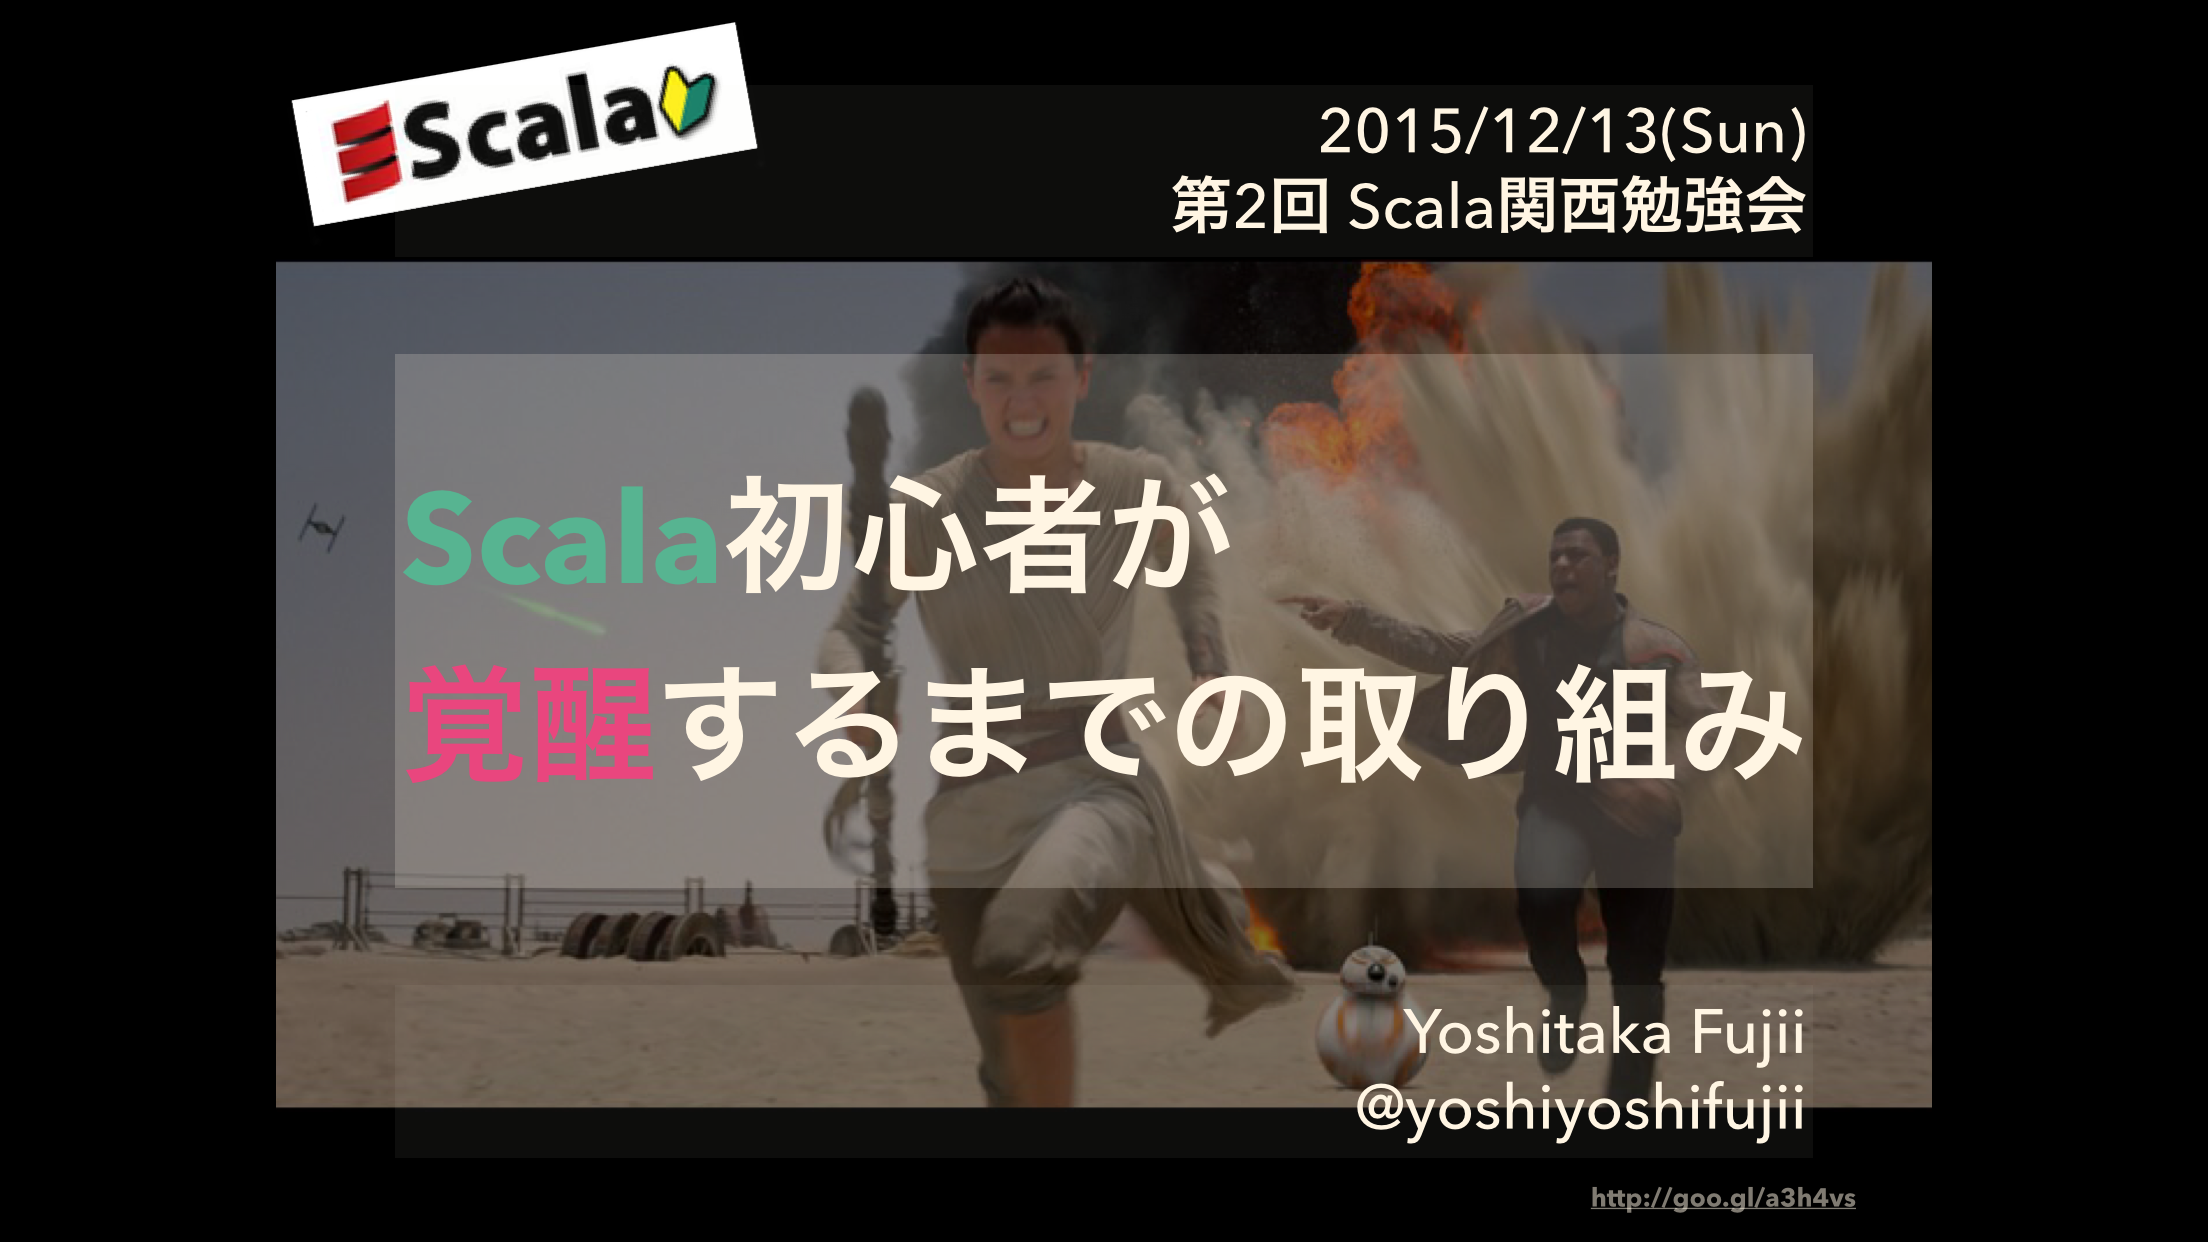 Scala
2015/12/13(Sun)
第2回 Scala関西勉強会
Scala初心者が
覚醒するまでの取り組み
Yoshitaka Fujii
@yoshiyoshifujii
http://goo.gl/a3h4vs